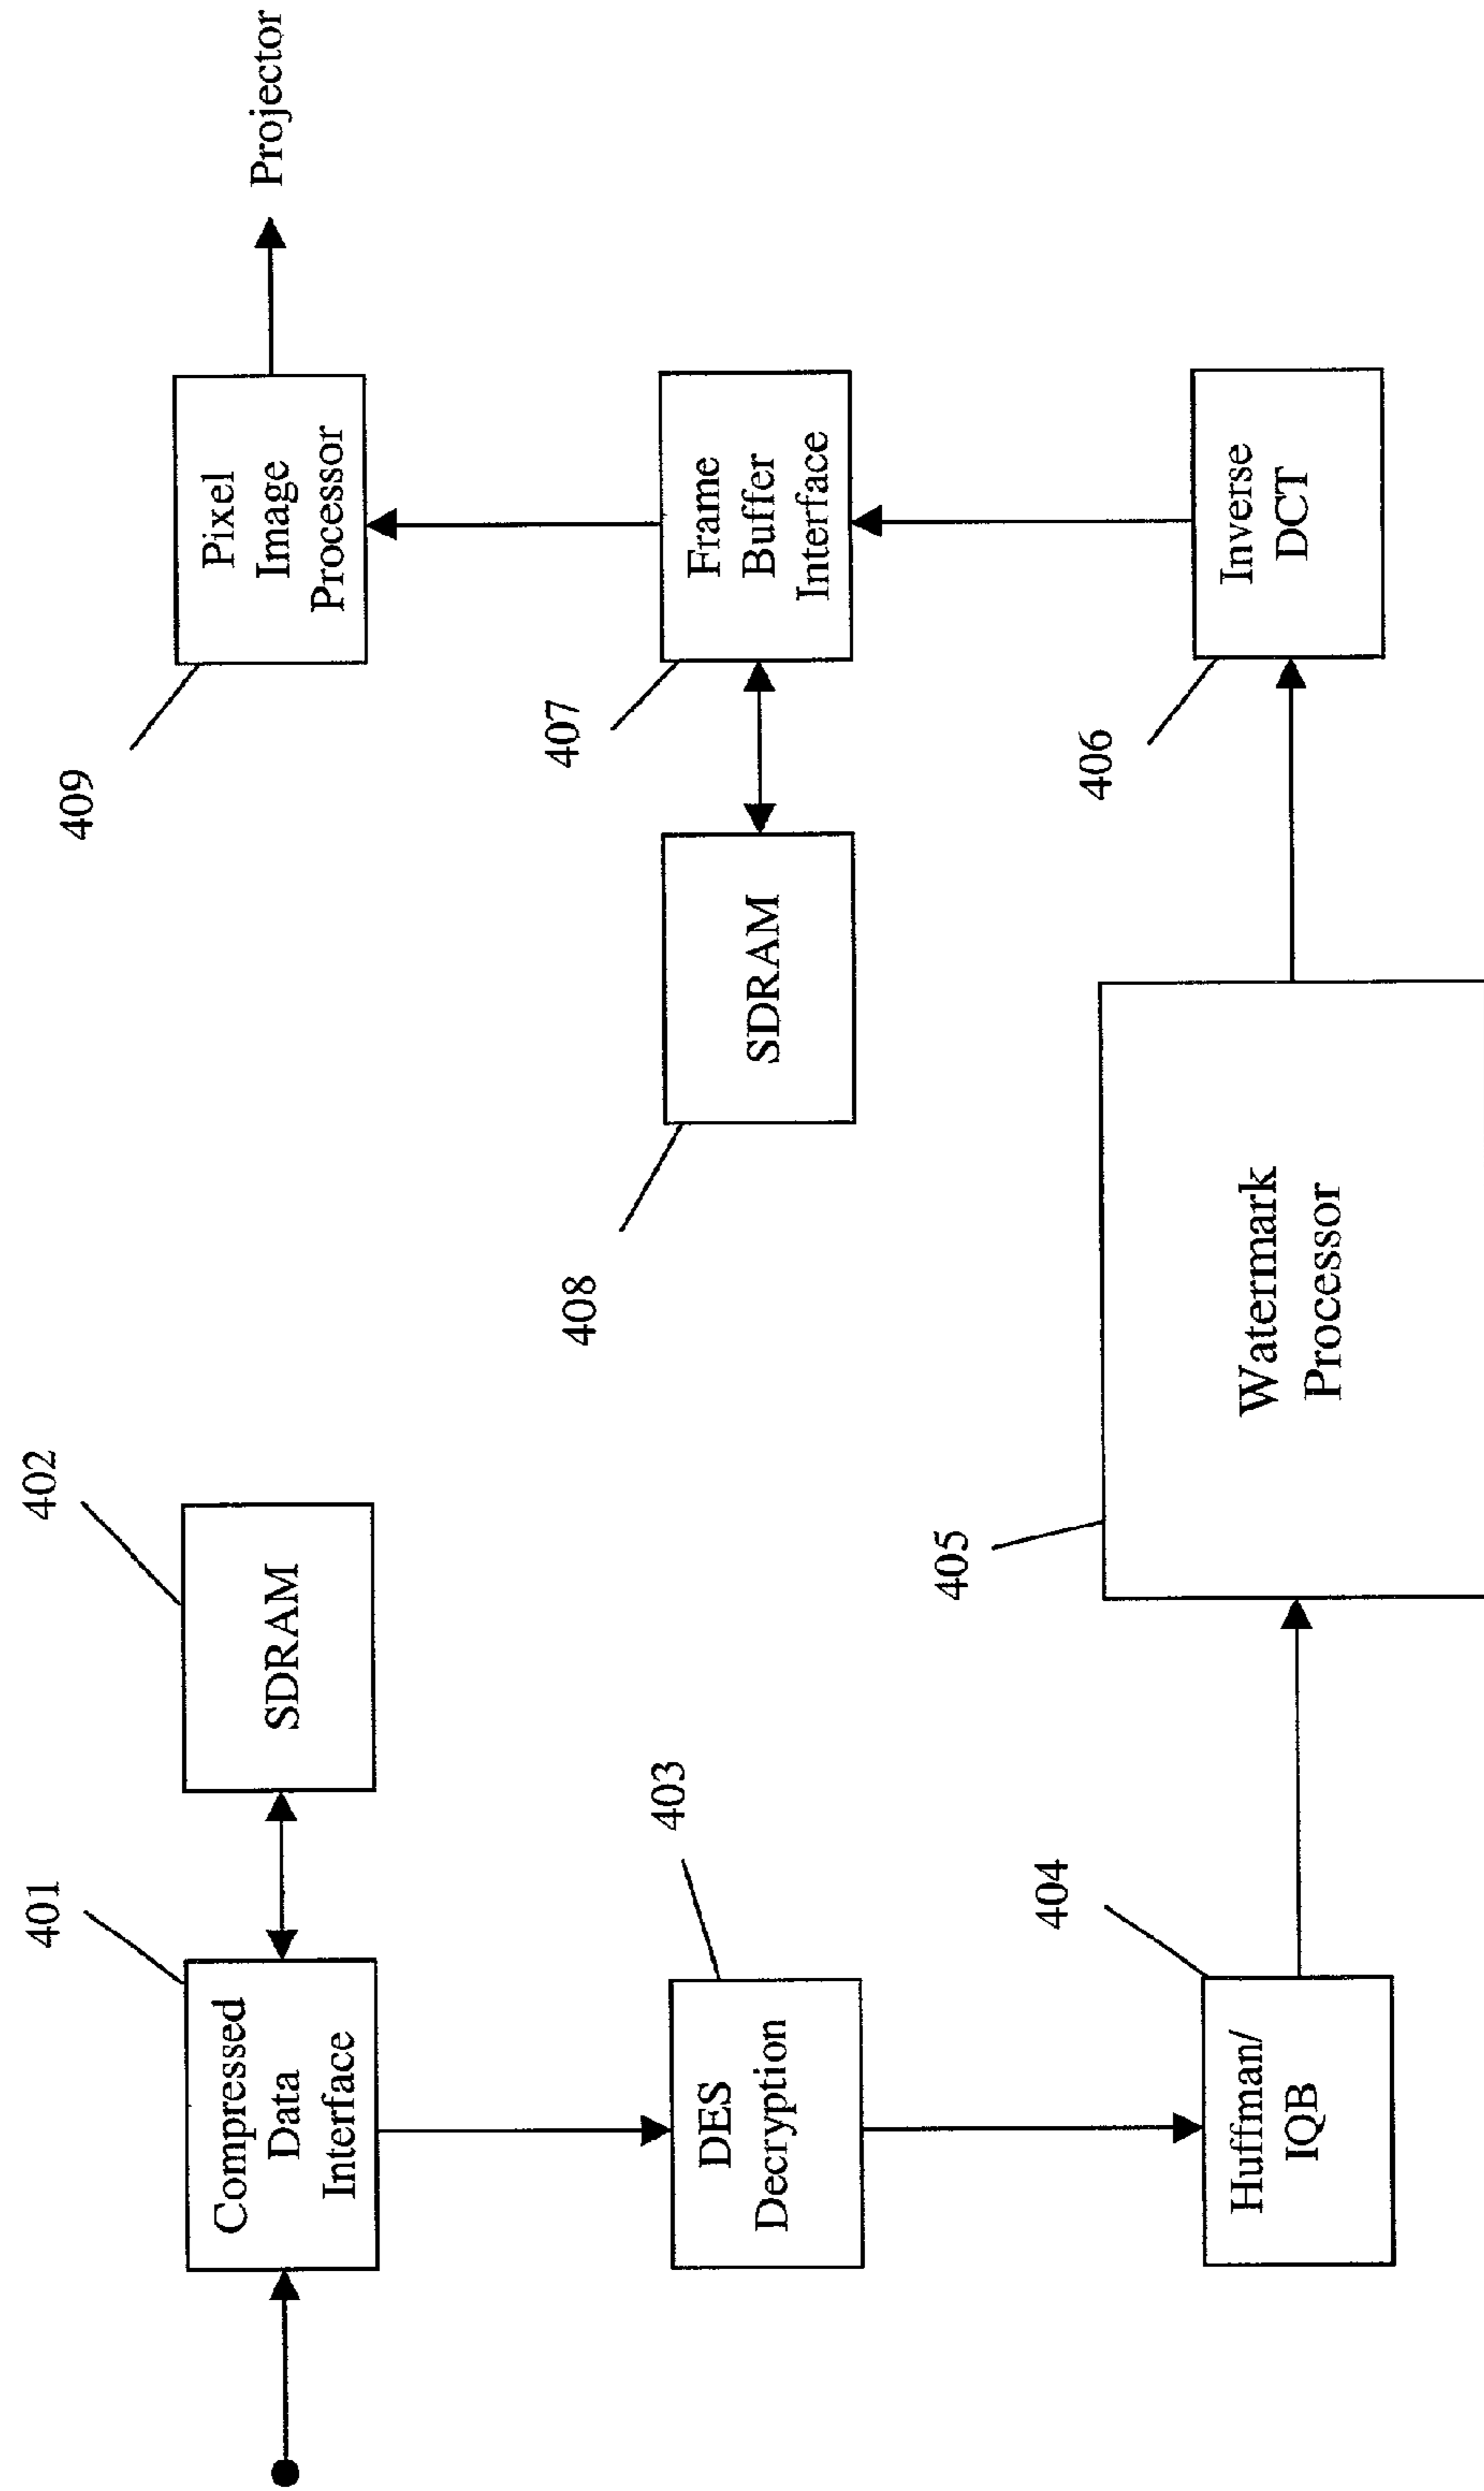 401
402
Compressed
Data
Interface
SDRAM
403
DES
Decryption
404
Huffman/
IQB
405
Watermark
Processor
406
Inverse
DCT
407
Frame
Buffer
Interface
408
SDRAM
409
Pixel
Image
Processor
Projector